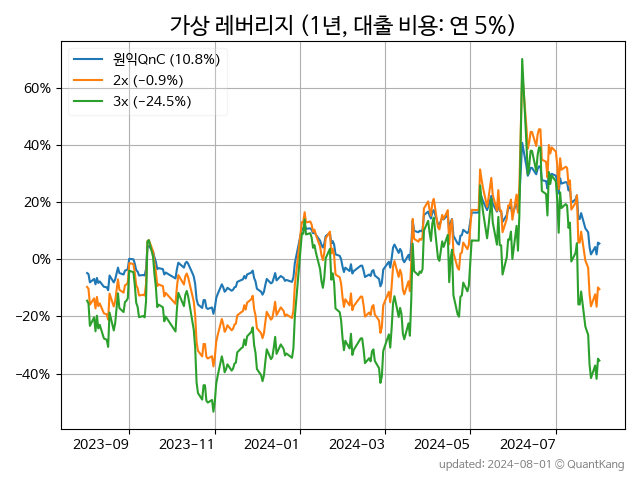 가상 레버리지 (1년, 대출 비용: 연 5%)
원익QnC (10.8%)
2x (-0.9%)
3x (-24.5%)
60%
40%
20%
0%
-20%
-40%
2023-09 2023-11 2024-01 2024-03 2024-05 2024-07
updated: 2024-08-01 © QuantKang